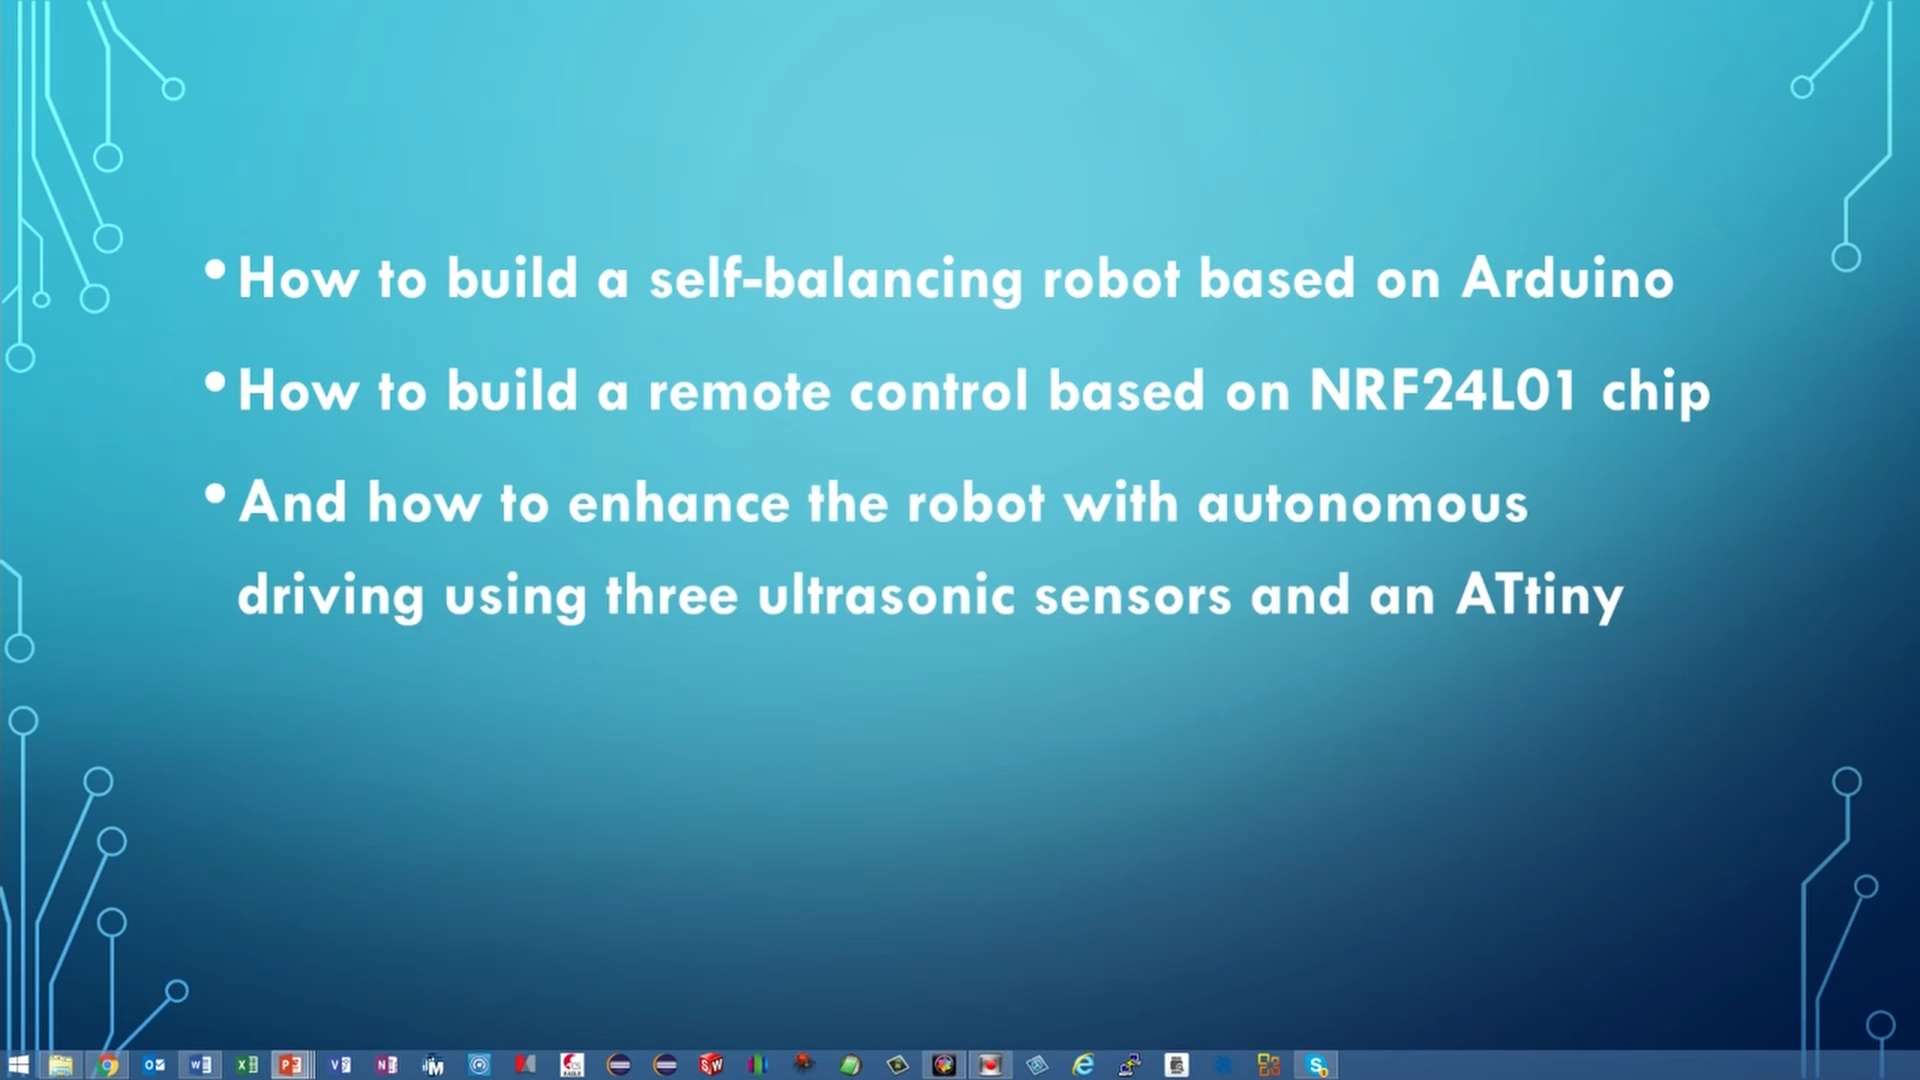 • How to build a self-balancing robot based on Arduino
• How to build a remote control based on NRF24L01 chip
• And how to enhance the robot with autonomous
driving using three ultrasonic sensors and an ATtiny